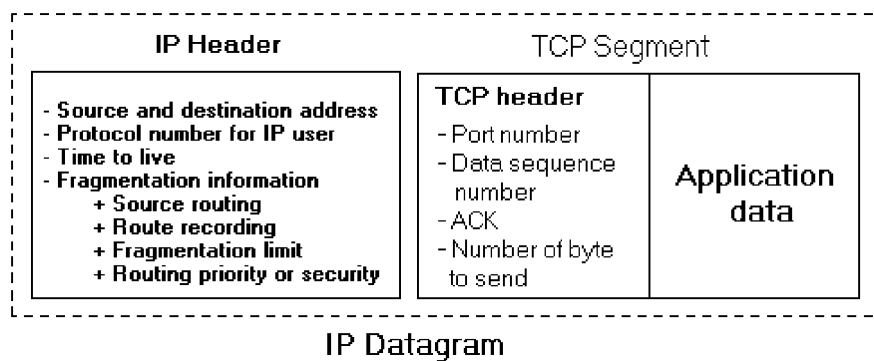 IP Header
- Source and destination address
- Protocol number for IP user
- Time to live
- Fragmentation information
+ Source routing
+ Route recording
+ Fragmentation limit
+ Routing priority or security
TCP Segment
TCP header
- Port number
- Data sequence
number
- ACK
- Number of byte
to send
Application
data
IP Datagram